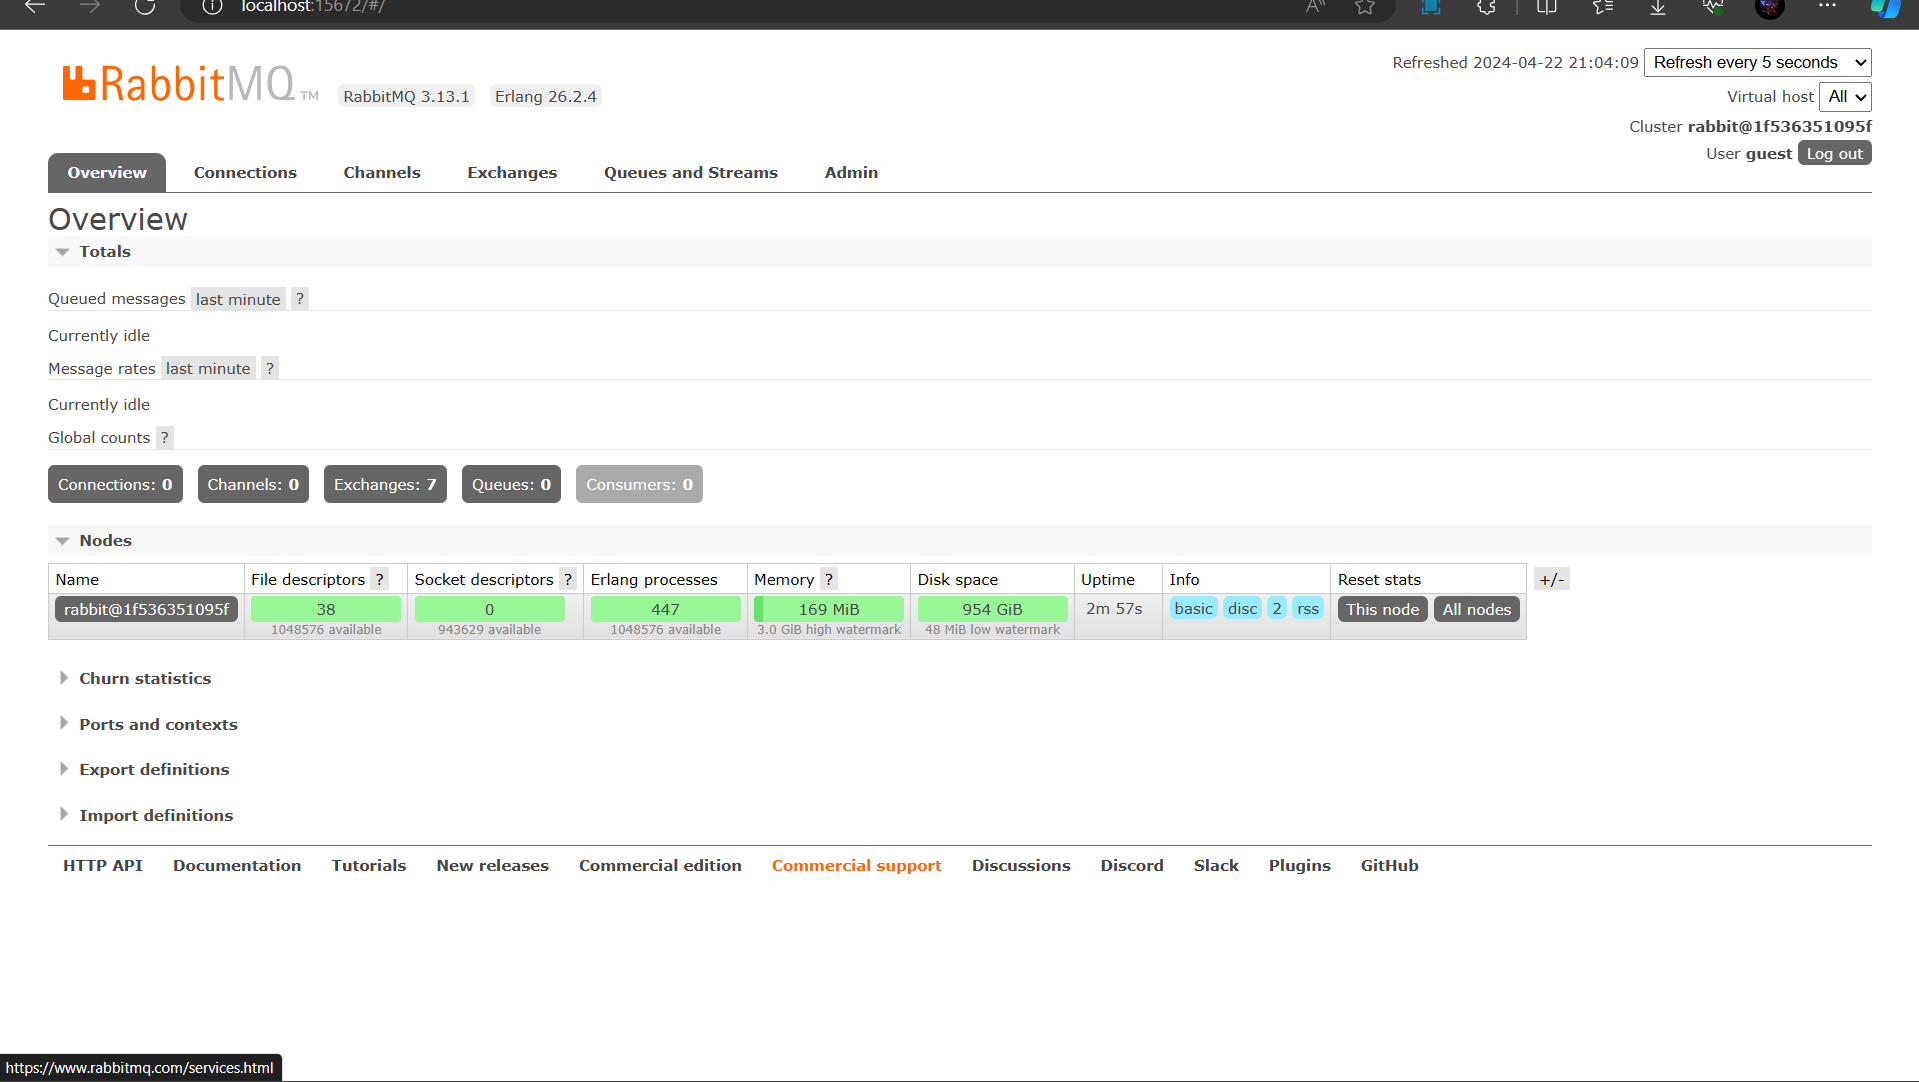 localhost:15672/#/
RabbitMQ TM RabbitMQ 3.13.1 Erlang 26.2.4
Refreshed 2024-04-22 21:04:09 Refresh every 5 seconds
Virtual host All
Cluster rabbit@1f536351095f
User guest Log out
Overview Connections Channels Exchanges Queues and Streams Admin
Overview
Totals
Queued messages last minute ?
Currently idle
Message rates last minute ?
Currently idle
Global counts ?
Connections: 0 Channels: 0 Exchanges: 7 Queues: 0 Consumers: 0
Nodes
Name File descriptors ? Socket descriptors ? Erlang processes Memory ? Disk space Uptime Info Reset stats +/-
rabbit@1f536351095f 38 0 447 169 MiB 954 GiB 2m 57s basic disc 2 rss This node All nodes
1048576 available 943629 available 1048576 available 3.0 GiB high watermark 48 MiB low watermark
Churn statistics
Ports and contexts
Export definitions
Import definitions
HTTP API Documentation Tutorials New releases Commercial edition Commercial support Discussions Discord Slack Plugins GitHub
https://www.rabbitmq.com/services.html